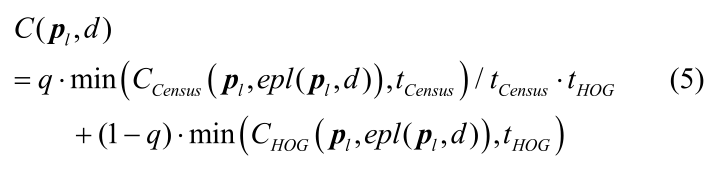 C(p_l,d)
= q · min(C_Census(p_l,epl(p_l,d)),t_Census)/t_Census · t_HOG (5)
+(1−q) · min(C_HOG(p_l,epl(p_l,d)),t_HOG)